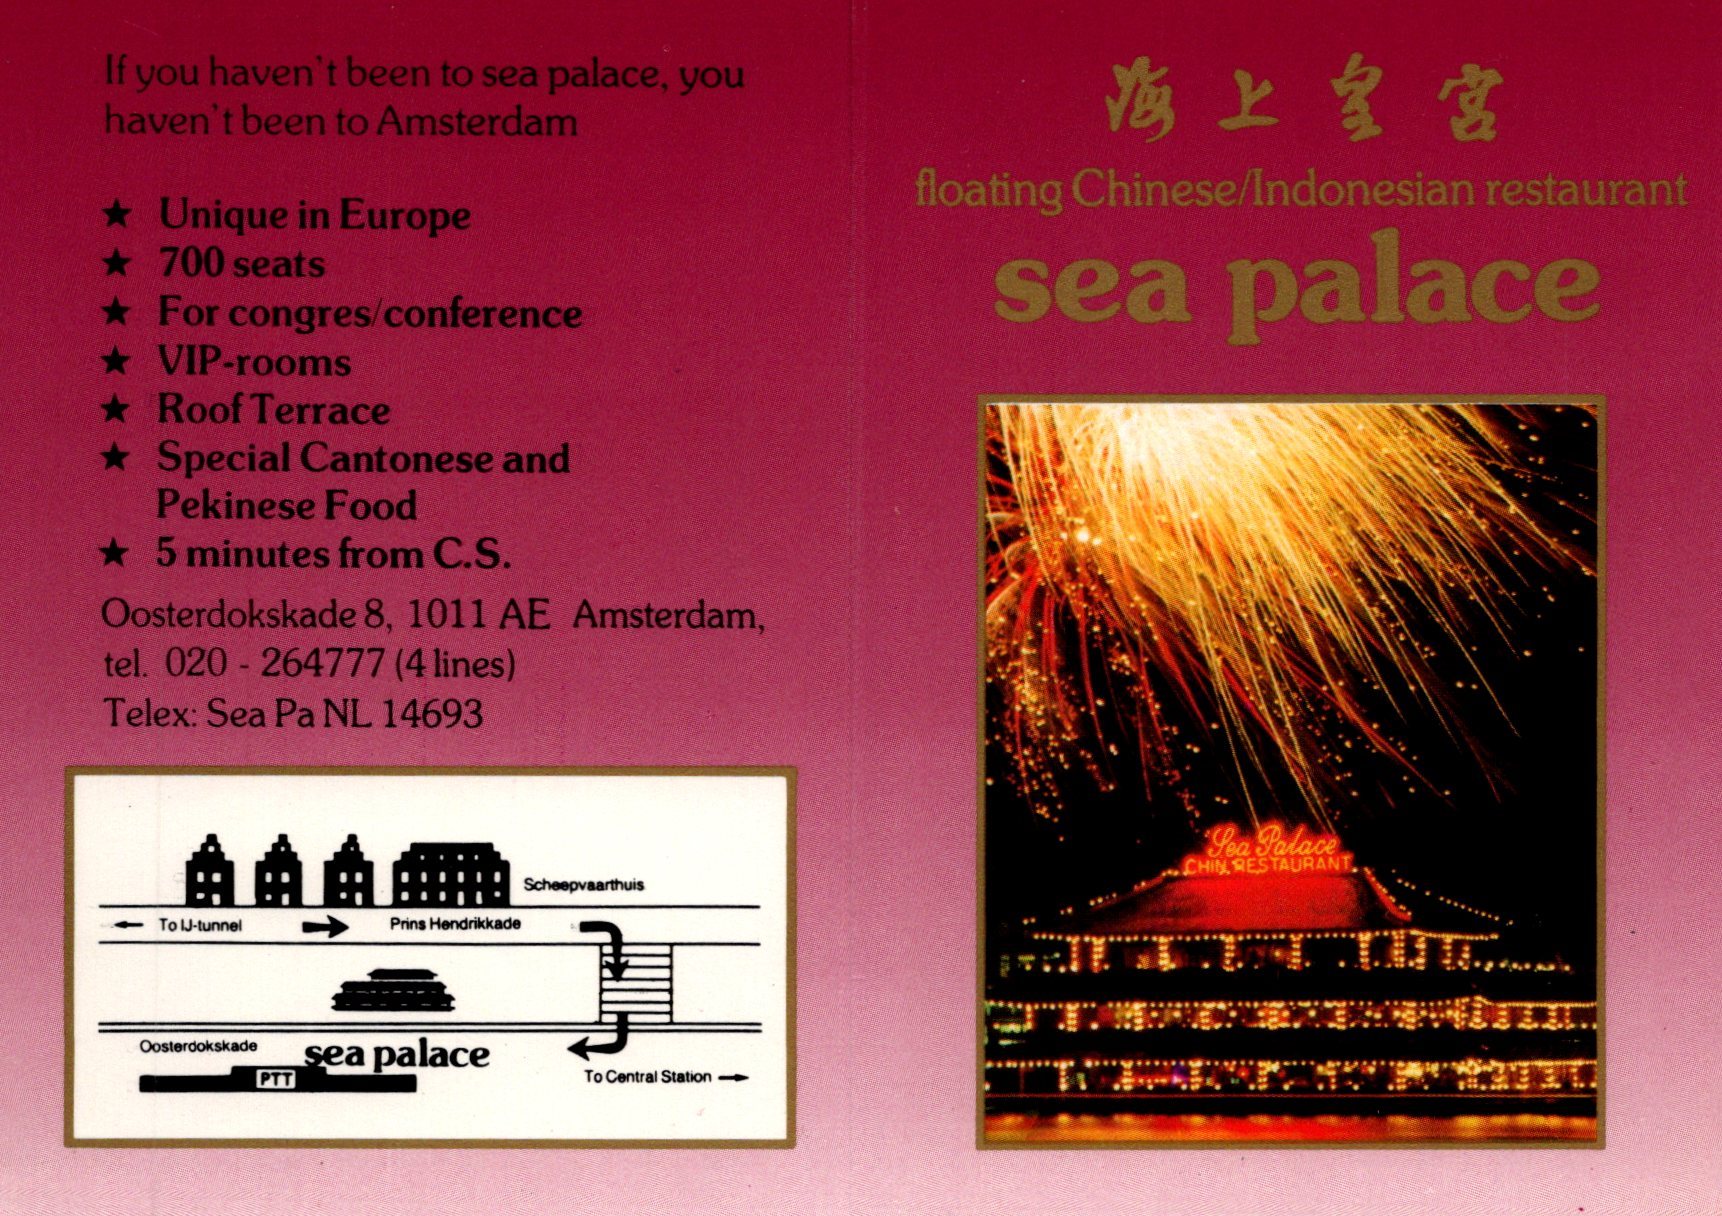 If you haven't been to sea palace, you
haven't been to Amsterdam
★ Unique in Europe
★ 700 seats
★ For congres/conference
★ VIP-rooms
★ Roof Terrace
★ Special Cantonese and
Pekinese Food
★ 5 minutes from C.S.
Oosterdokskade 8, 1011 AE Amsterdam,
tel. 020 - 264777 (4 lines)
Telex: Sea Pa NL 14693
Scheepvaarthuis
To IJ-tunnel
Prins Hendrikkade
Oosterdokskade
sea palace
PTT
To Central Station
海上皇宮
floating Chinese/Indonesian restaurant
sea palace
Sea Palace
CHIN. RESTAURANT